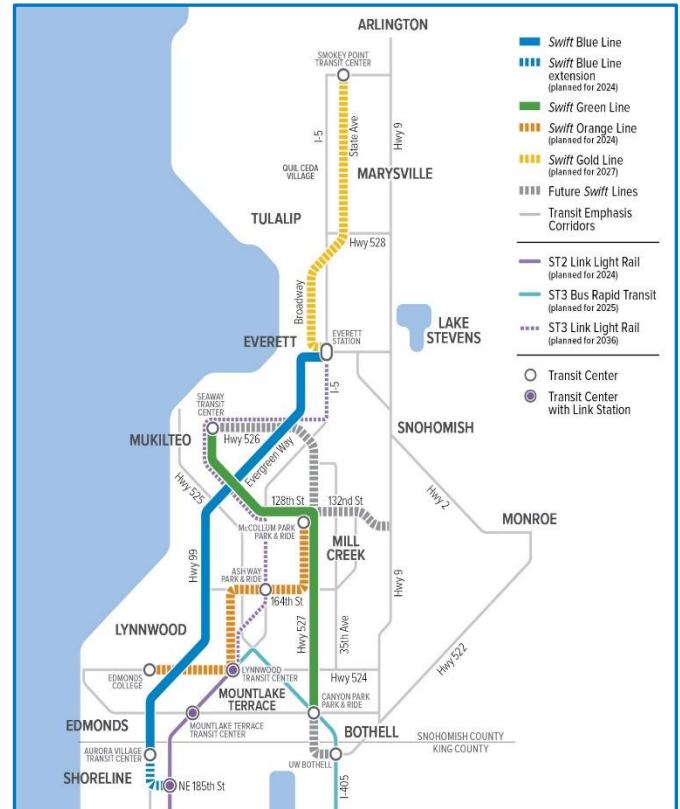 ARLINGTON
SMOKEY POINT
TRANSIT CENTER
I-5
State Ave
Hwy 9
QUIL CEDA
VILLAGE
MARYSVILLE
TULALIP
Hwy 528
Broadway
EVERETT
EVERETT
STATION
LAKE
STEVENS
I-5
SEAWAY
TRANSIT
CENTER
SNOHOMISH
MUKILTEO
Hwy 526
Evergreen Way
Hwy 2
Hwy 525
128th St
132nd St
MONROE
McCOLLUM PARK
PARK & RIDE
MILL
CREEK
Hwy 99
ASH WAY
PARK & RIDE
164th St
Hwy 9
Hwy 527
35th Ave
LYNNWOOD
Hwy 522
EDMONDS
COLLEGE
LYNNWOOD
TRANSIT CENTER
Hwy 524
MOUNTLAKE
TERRACE
CANYON PARK
PARK & RIDE
EDMONDS
MOUNTLAKE TERRACE
TRANSIT CENTER
BOTHELL
SNOHOMISH COUNTY
KING COUNTY
AURORA VILLAGE
TRANSIT CENTER
UW BOTHELL
SHORELINE
NE 185th St
I-405
Swift Blue Line
Swift Blue Line
extension
(planned for 2024)
Swift Green Line
Swift Orange Line
(planned for 2024)
Swift Gold Line
(planned for 2027)
Future Swift Lines
Transit Emphasis
Corridors
ST2 Link Light Rail
(planned for 2024)
ST3 Bus Rapid Transit
(planned for 2025)
ST3 Link Light Rail
(planned for 2036)
Transit Center
Transit Center
with Link Station